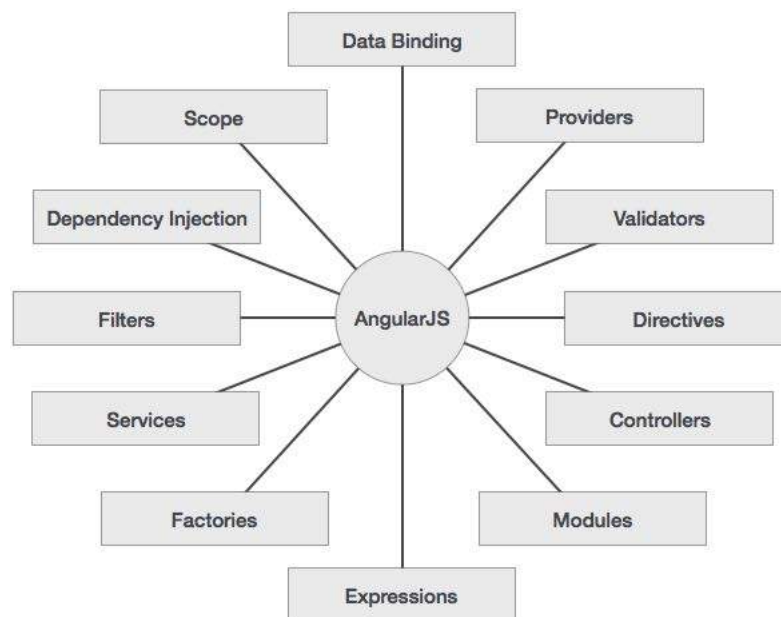 Data Binding
Scope
Providers
Dependency Injection
Validators
Filters
AngularJS
Directives
Services
Controllers
Factories
Modules
Expressions